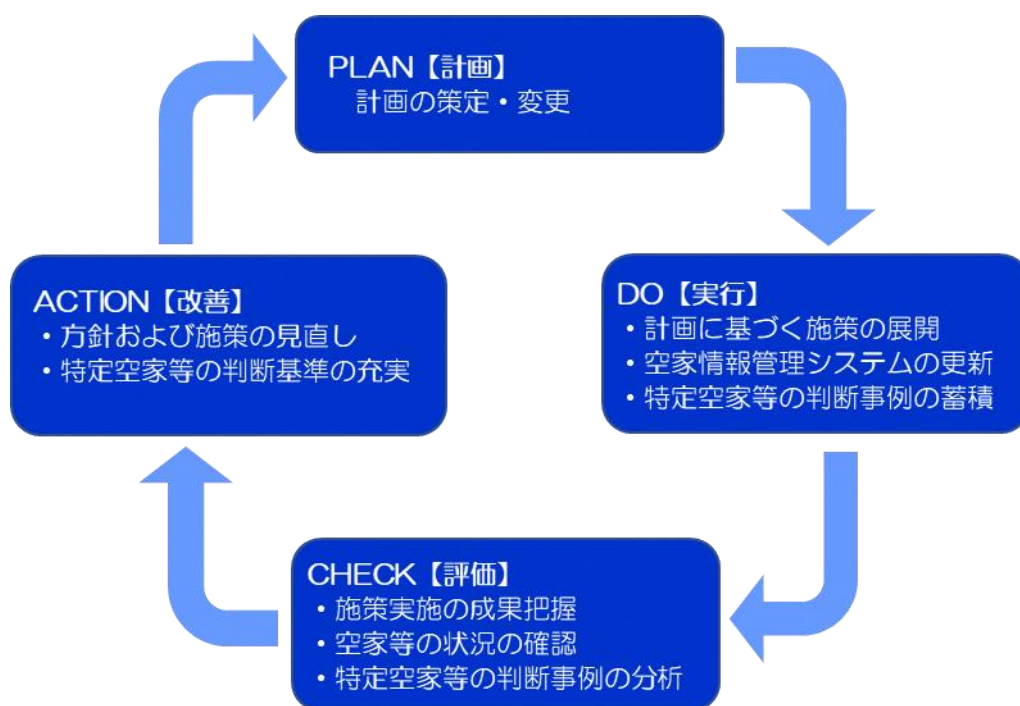 PLAN【計画】
計画の策定・変更
DO【実行】
・計画に基づく施策の展開
・空家情報管理システムの更新
・特定空家等の判断事例の蓄積
CHECK【評価】
・施策実施の成果把握
・空家等の状況の確認
・特定空家等の判断事例の分析
ACTION【改善】
・方針および施策の見直し
・特定空家等の判断基準の充実